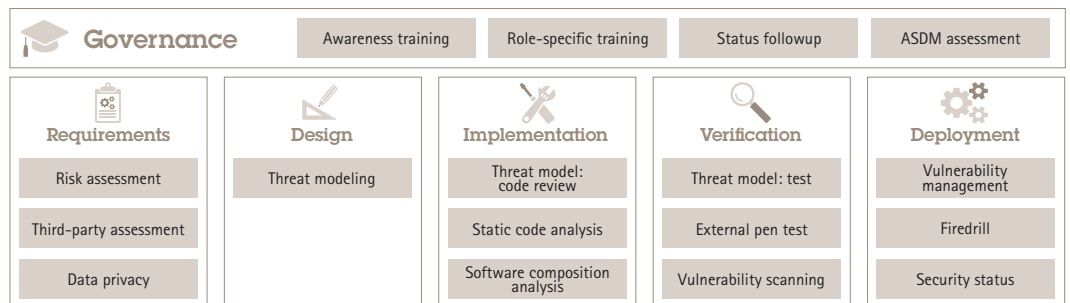 Governance
Awareness training
Role-specific training
Status followup
ASDM assessment
Requirements
Risk assessment
Third-party assessment
Data privacy
Design
Threat modeling
Implementation
Threat model:
code review
Static code analysis
Software composition
analysis
Verification
Threat model: test
External pen test
Vulnerability scanning
Deployment
Vulnerability
management
Firedrill
Security status